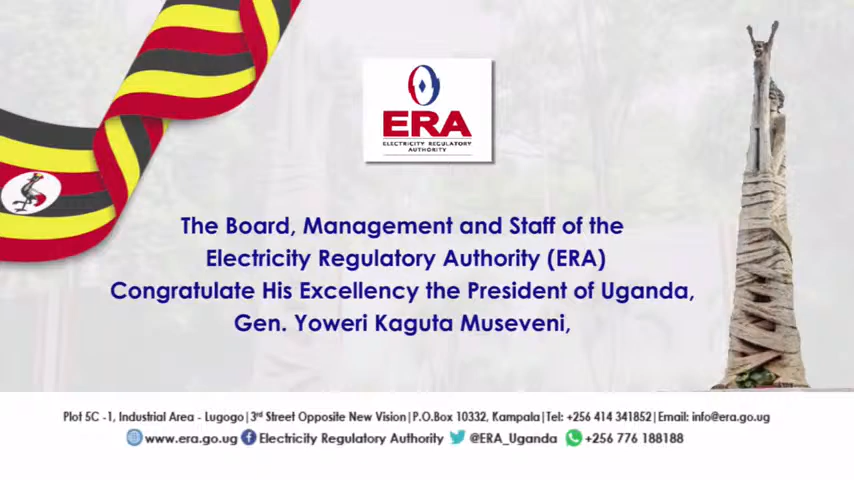 ERA
ELECTRICITY REGULATORY
AUTHORITY
The Board, Management and Staff of the
Electricity Regulatory Authority (ERA)
Congratulate His Excellency the President of Uganda,
Gen. Yoweri Kaguta Museveni,
Plot 5C -1, Industrial Area - Lugogo|3rd Street Opposite New Vision|P.O.Box 10332, Kampala|Tel: +256 414 341852|Email: info@era.go.ug
www.era.go.ug Electricity Regulatory Authority @ERA_Uganda +256 776 188188